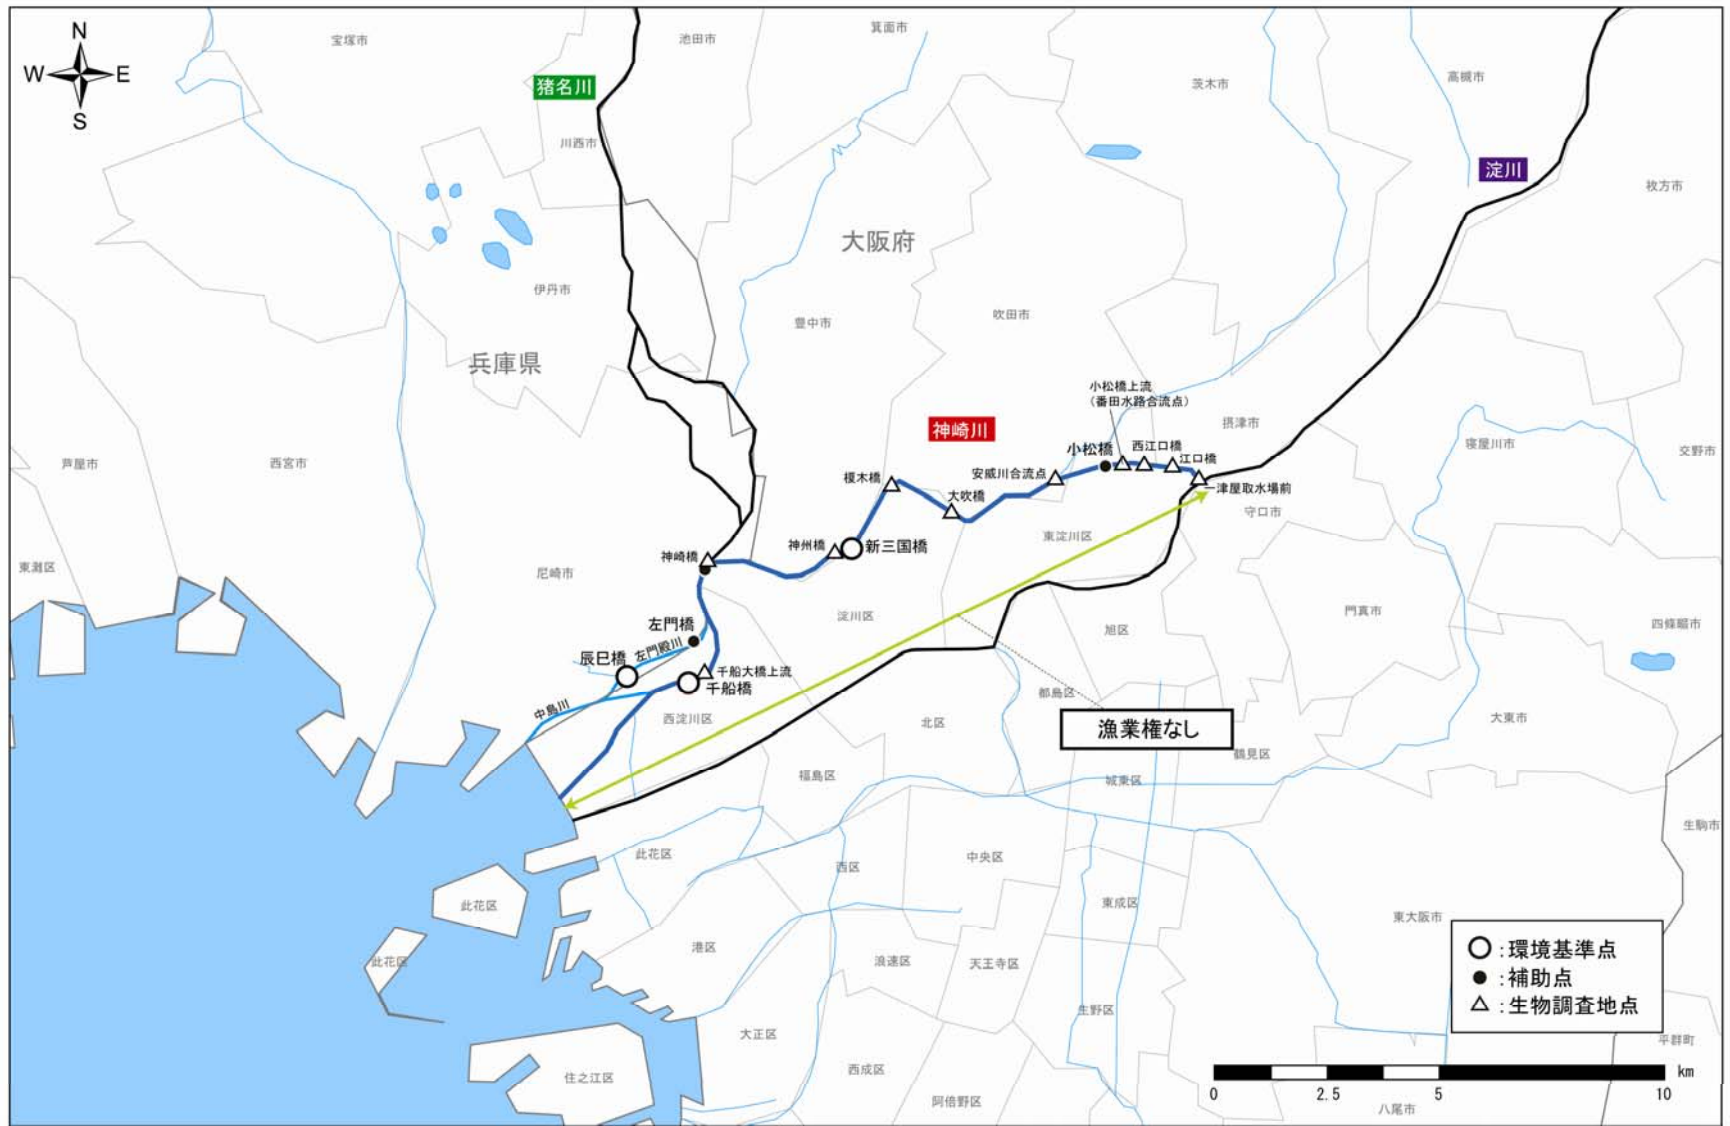 N
W
E
S
宝塚市
池田市
箕面市
茨木市
高槻市
猪名川
川西市
淀川
枚方市
大阪府
伊丹市
豊中市
吹田市
兵庫県
小松橋上流
（番田水路合流点）
神崎川
摂津市
芦屋市
西宮市
小松橋
西江口橋
江口橋
寝屋川市
交野市
榎木橋
安威川合流点
大吹橋
一津屋取水場前
守口市
東灘区
尼崎市
神崎橋
神州橋
新三国橋
東淀川区
淀川区
旭区
門真市
四條畷市
左門橋
左門殿川
辰巳橋
千船大橋上流
千船橋
中島川
西淀川区
都島区
北区
漁業権なし
大東市
鶴見区
福島区
城東区
生駒市
此花区
西区
中央区
此花区
東成区
東大阪市
港区
此花区
浪速区
天王寺区
生野区
大正区
住之江区
西成区
阿倍野区
平群町
八尾市
：環境基準点
：補助点
：生物調査地点
km
0
2.5
5
10